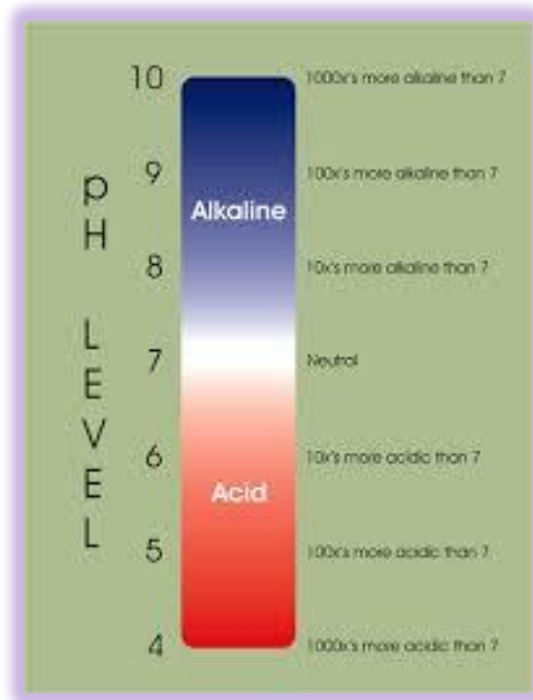 pH LEVEL
10 1000x's more alkaline than 7
9 100x's more alkaline than 7
Alkaline
8 10x's more alkaline than 7
7 Neutral
6 10x's more acidic than 7
Acid
5 100x's more acidic than 7
4 1000x's more acidic than 7